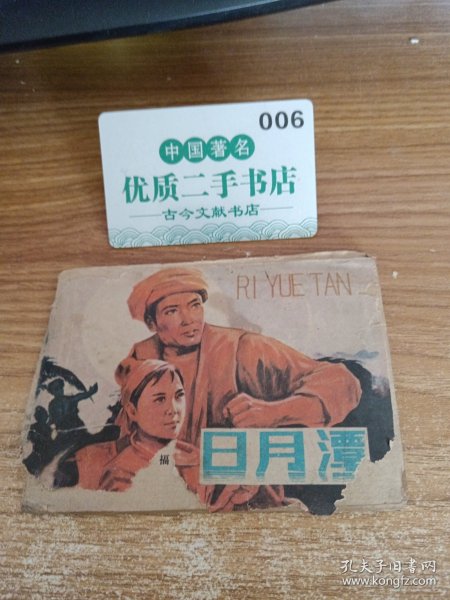 006
中国著名
优质二手书店
古今文献书店
RI YUE TAN
日月潭
孔夫子旧书网
www.kongfz.com